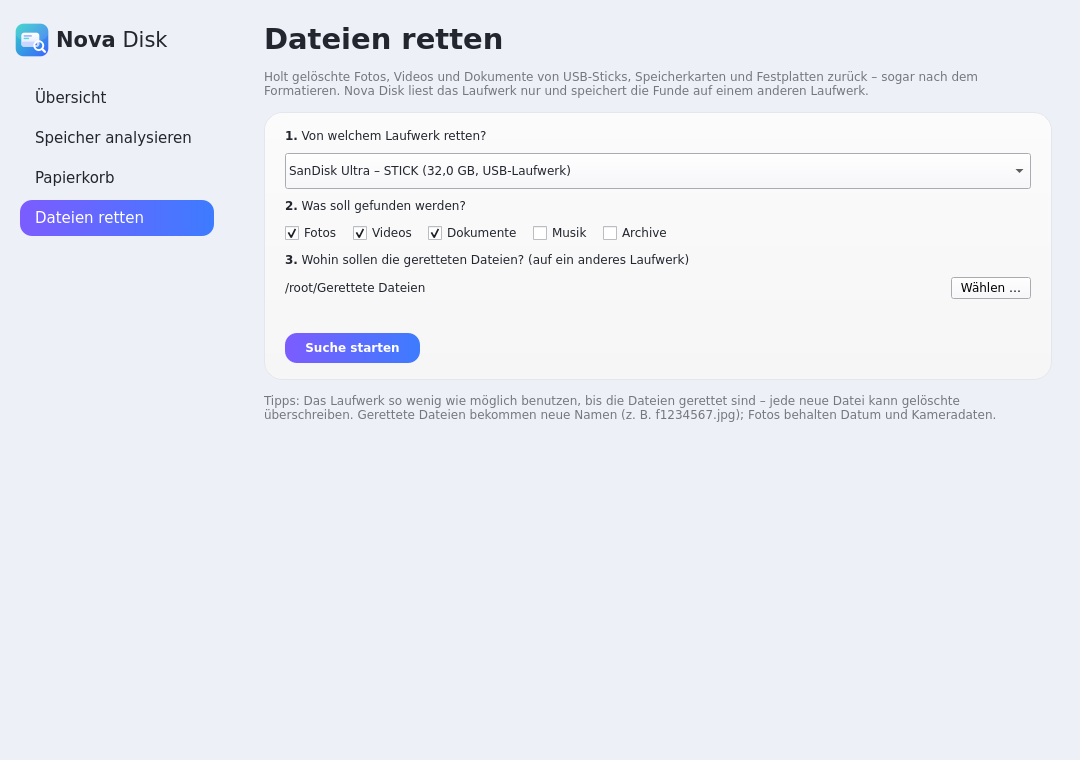 Nova Disk
Übersicht
Speicher analysieren
Papierkorb
Dateien retten
Dateien retten
Holt gelöschte Fotos, Videos und Dokumente von USB-Sticks, Speicherkarten und Festplatten zurück – sogar nach dem
Formatieren. Nova Disk liest das Laufwerk nur und speichert die Funde auf einem anderen Laufwerk.
1. Von welchem Laufwerk retten?
SanDisk Ultra – STICK (32,0 GB, USB-Laufwerk)
2. Was soll gefunden werden?
Fotos Videos Dokumente Musik Archive
3. Wohin sollen die geretteten Dateien? (auf ein anderes Laufwerk)
/root/Gerettete Dateien Wählen …
Suche starten
Tipps: Das Laufwerk so wenig wie möglich benutzen, bis die Dateien gerettet sind – jede neue Datei kann gelöschte
überschreiben. Gerettete Dateien bekommen neue Namen (z. B. f1234567.jpg); Fotos behalten Datum und Kameradaten.